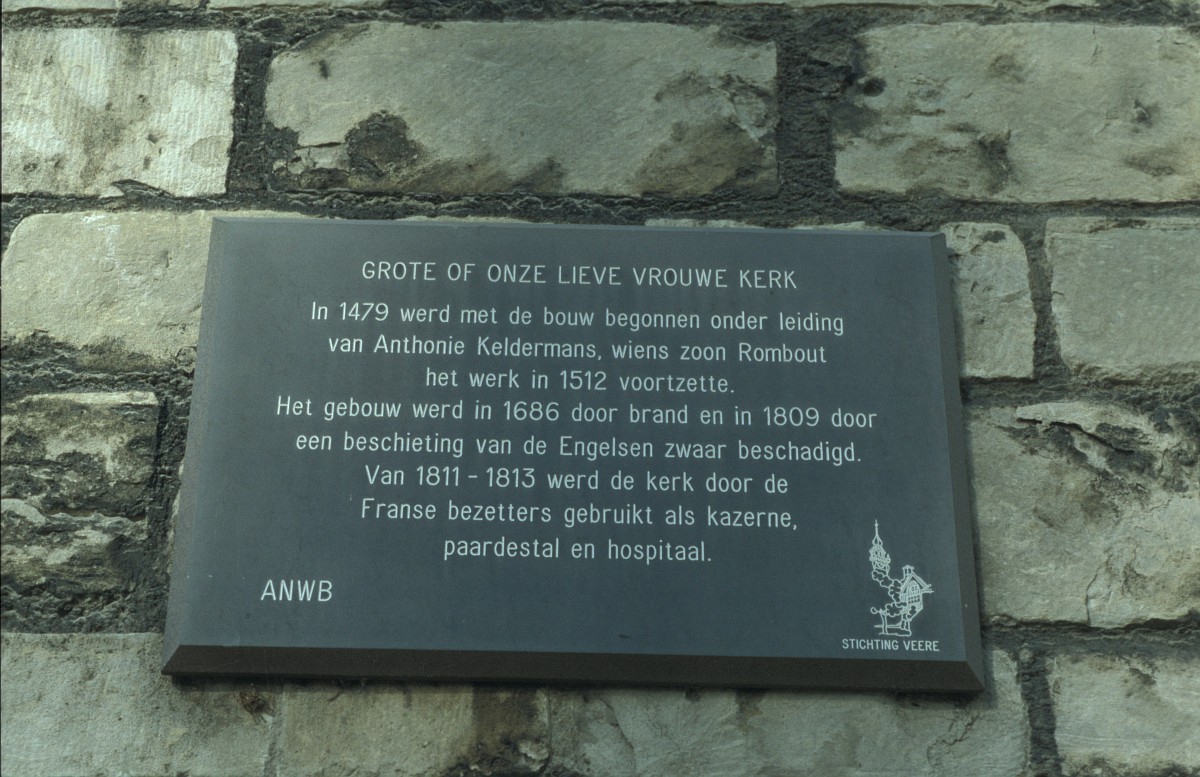 GROTE OF ONZE LIEVE VROUWE KERK
In 1479 werd met de bouw begonnen onder leiding
van Anthonie Keldermans, wiens zoon Rombout
het werk in 1512 voortzette.
Het gebouw werd in 1686 door brand en in 1809 door
een beschieting van de Engelsen zwaar beschadigd.
Van 1811 - 1813 werd de kerk door de
Franse bezetters gebruikt als kazerne,
paardestal en hospitaal.
ANWB
STICHTING VEERE